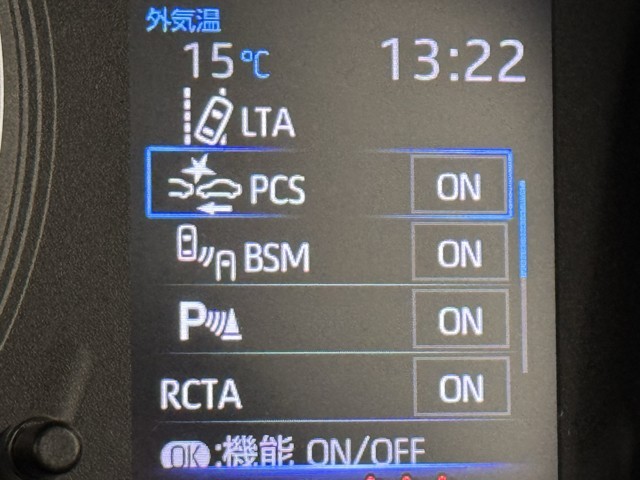 外気温
15℃ 13:22
LTA
PCS ON
BSM ON
P ON
RCTA ON
OK:機能 ON/OFF